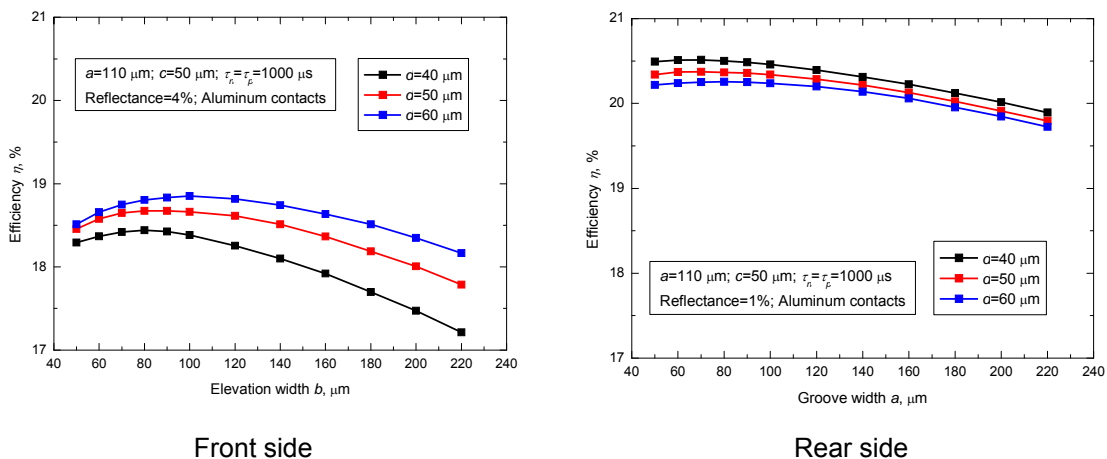 21
20
19
18
17
Efficiency η, %
a=110 μm; c=50 μm; τn=τp=1000 μs
Reflectance=4%; Aluminum contacts
a=40 μm
a=50 μm
a=60 μm
40 60 80 100 120 140 160 180 200 220 240
Elevation width b, μm
Front side
21
20
19
18
17
Efficiency η, %
a=110 μm; c=50 μm; τn=τp=1000 μs
Reflectance=1%; Aluminum contacts
a=40 μm
a=50 μm
a=60 μm
40 60 80 100 120 140 160 180 200 220 240
Groove width a, μm
Rear side